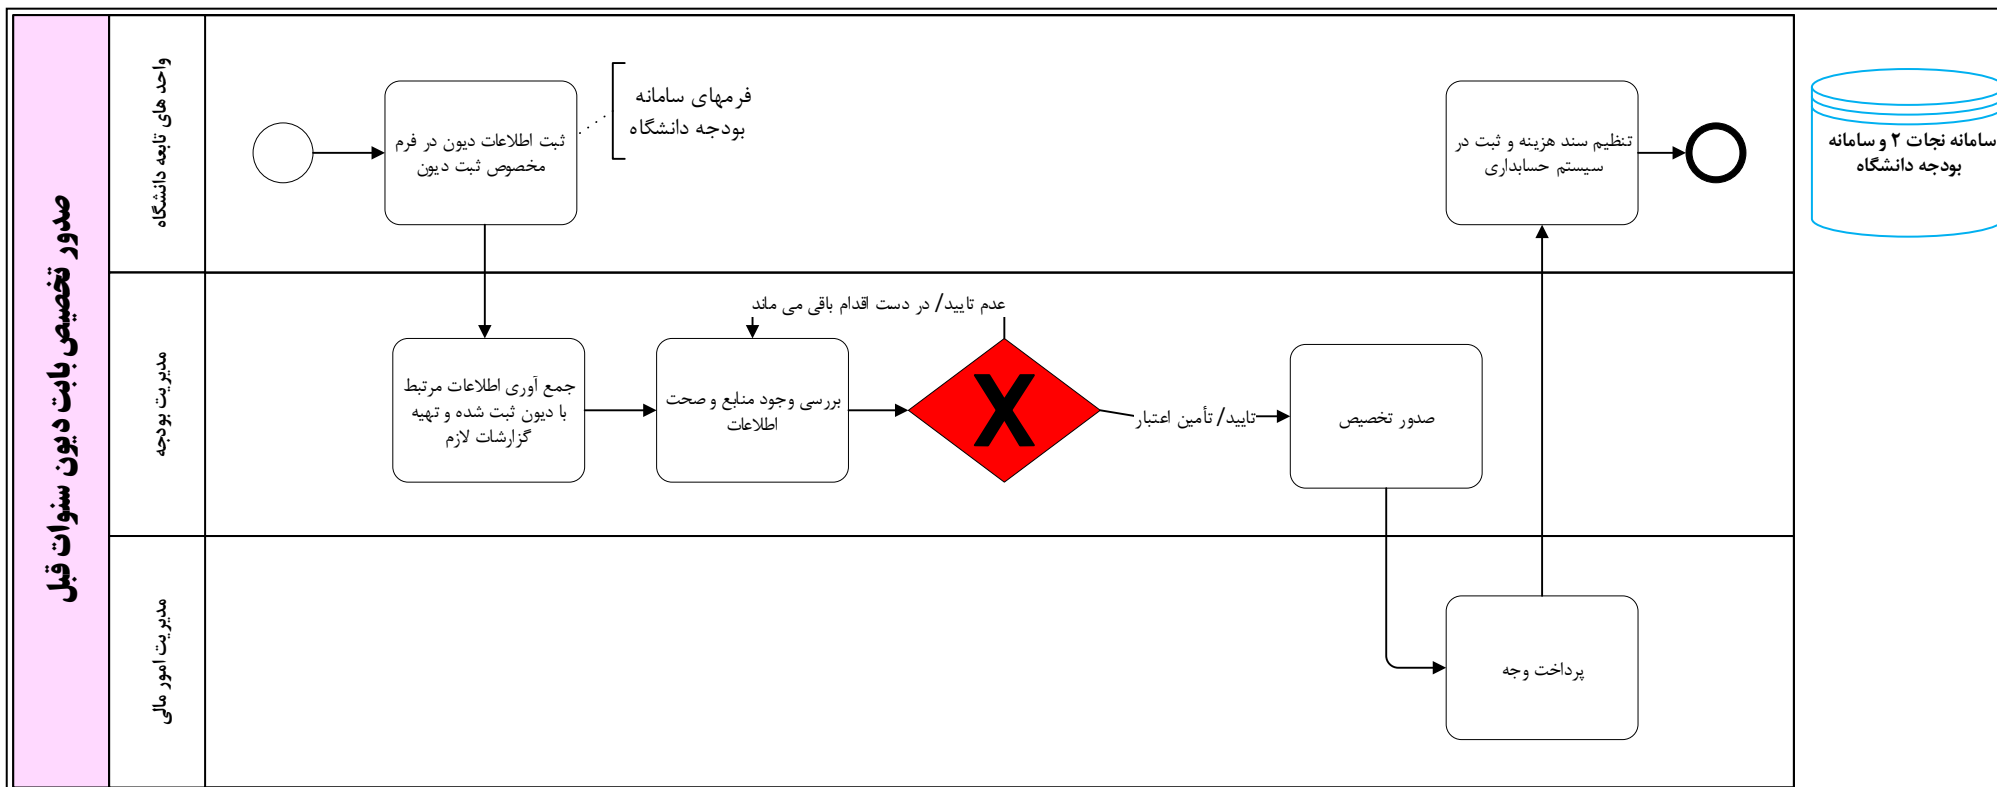 صدور تخصیص بابت دیون سنوات قبل
واحد های تابعه دانشگاه
ثبت اطلاعات دیون در فرم
مخصوص ثبت دیون
فرمهای سامانه
بودجه دانشگاه
تنظیم سند هزینه و ثبت در
سیستم حسابداری
سامانه نجات ۲ و سامانه
بودجه دانشگاه
مدیریت بودجه
جمع آوری اطلاعات مرتبط
با دیون ثبت شده و تهیه
گزارشات لازم
بررسی وجود منابع و صحت
اطلاعات
عدم تایید/ در دست اقدام باقی می ماند
X
تایید/ تأمین اعتبار
صدور تخصیص
مدیریت امور مالی
پرداخت وجه